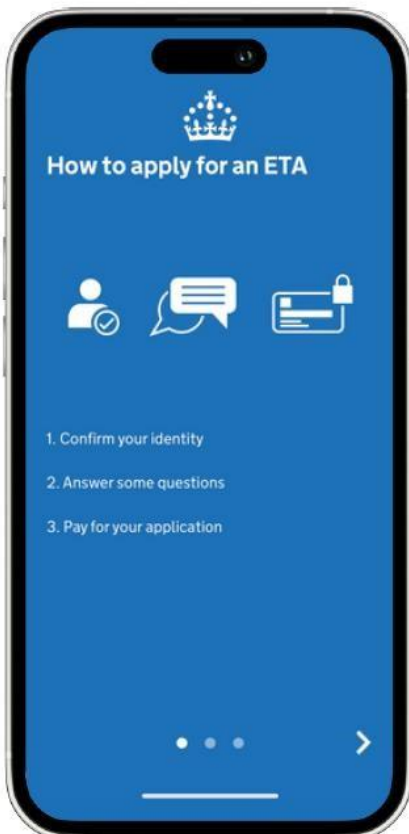 How to apply for an ETA
1. Confirm your identity
2. Answer some questions
3. Pay for your application